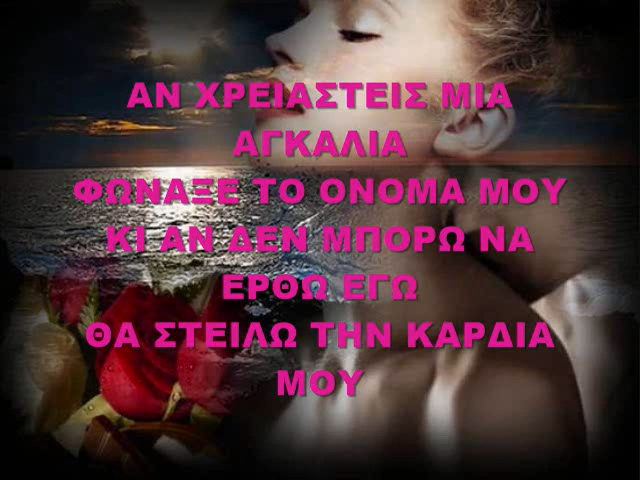 ΑΝ ΧΡΕΙΑΣΤΕΙΣ ΜΙΑ
ΑΓΚΑΛΙΑ
ΦΩΝΑΞΕ ΤΟ ΟΝΟΜΑ ΜΟΥ
ΚΙ ΑΝ ΔΕΝ ΜΠΟΡΩ ΝΑ
ΕΡΘΩ ΕΓΩ
ΘΑ ΣΤΕΙΛΩ ΤΗΝ ΚΑΡΔΙΑ
ΜΟΥ